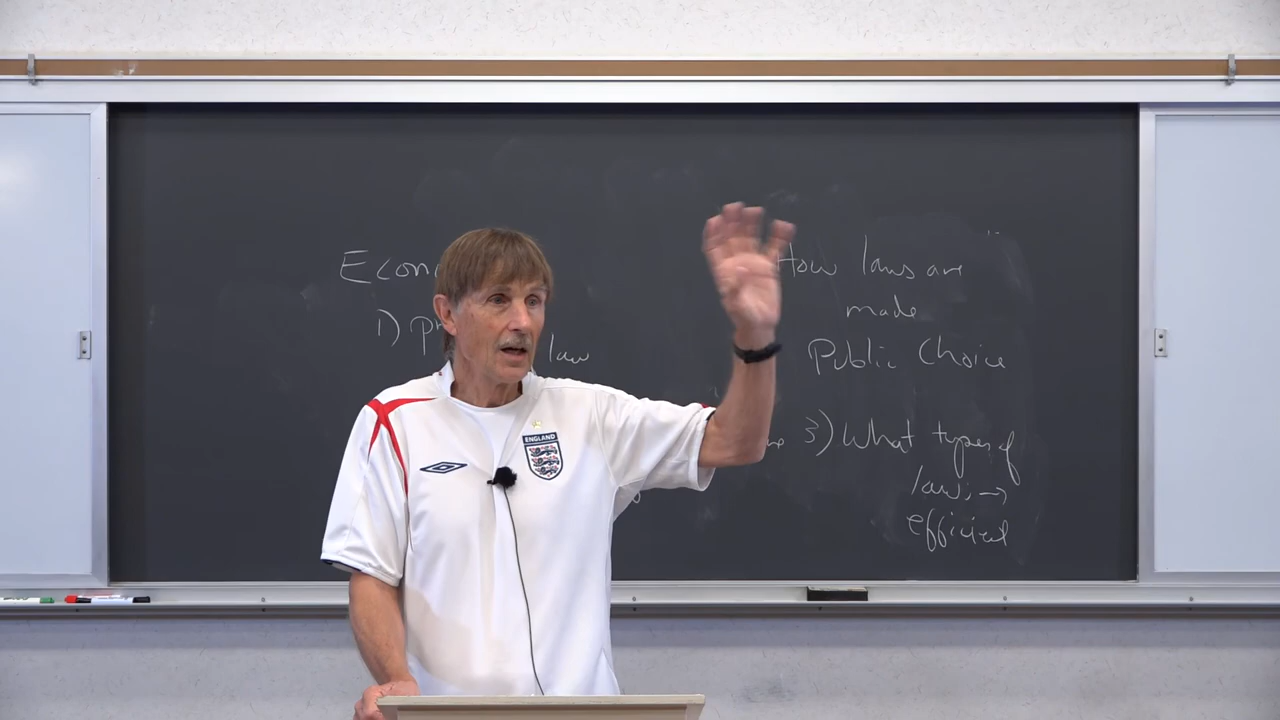 Econ
How laws are
made
1) Pr
law
Public Choice
3) What types of
laws →
efficient
ENGLAND